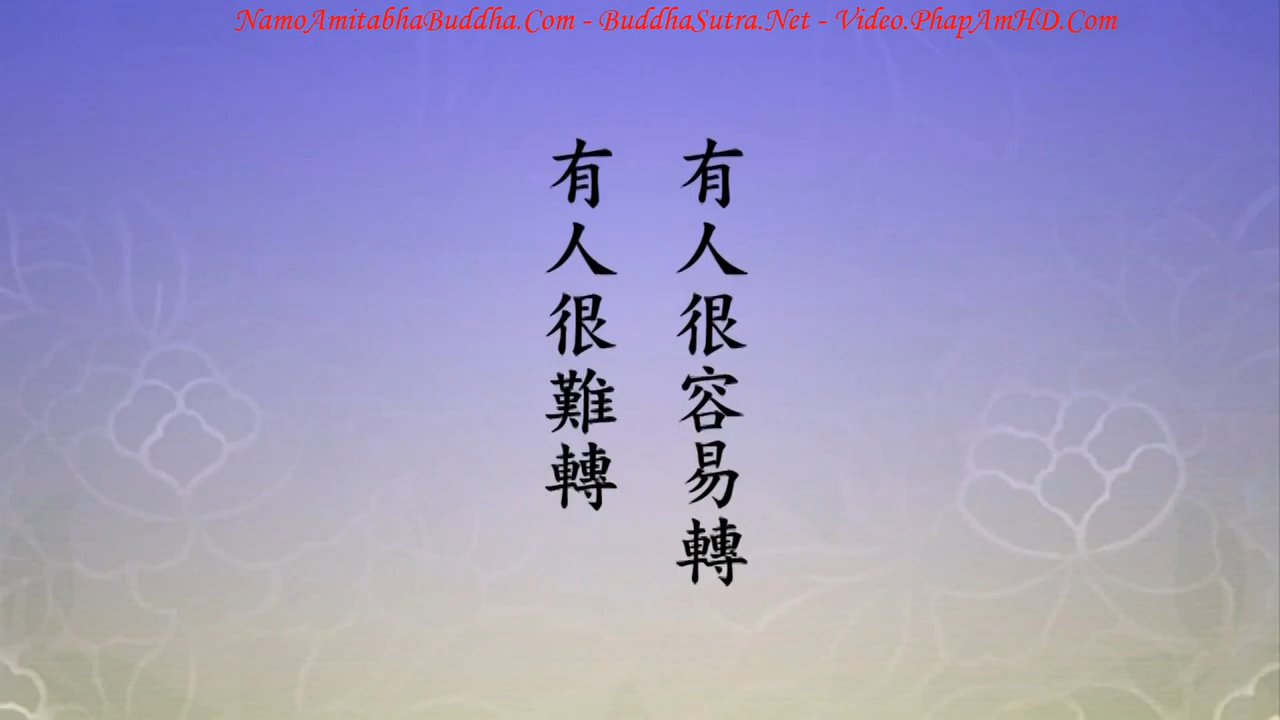 NamoAmitabhaBuddha.Com - BuddhaSutra.Net - Video.PhapAmHD.Com
有人很容易轉
有人很難轉